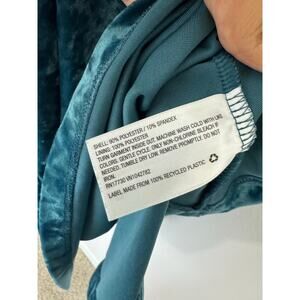 SHELL: 90% POLYESTER / 10% SPANDEX
LINING: 100% POLYESTER
TURN GARMENT INSIDE OUT. MACHINE WASH COLD WITH LIKE
COLORS. GENTLE CYCLE. ONLY NON-CHLORINE BLEACH IF
NEEDED. TUMBLE DRY LOW. REMOVE PROMPTLY. DO NOT
IRON.
RN17730 VN1042782
LABEL MADE FROM 100% RECYCLED PLASTIC